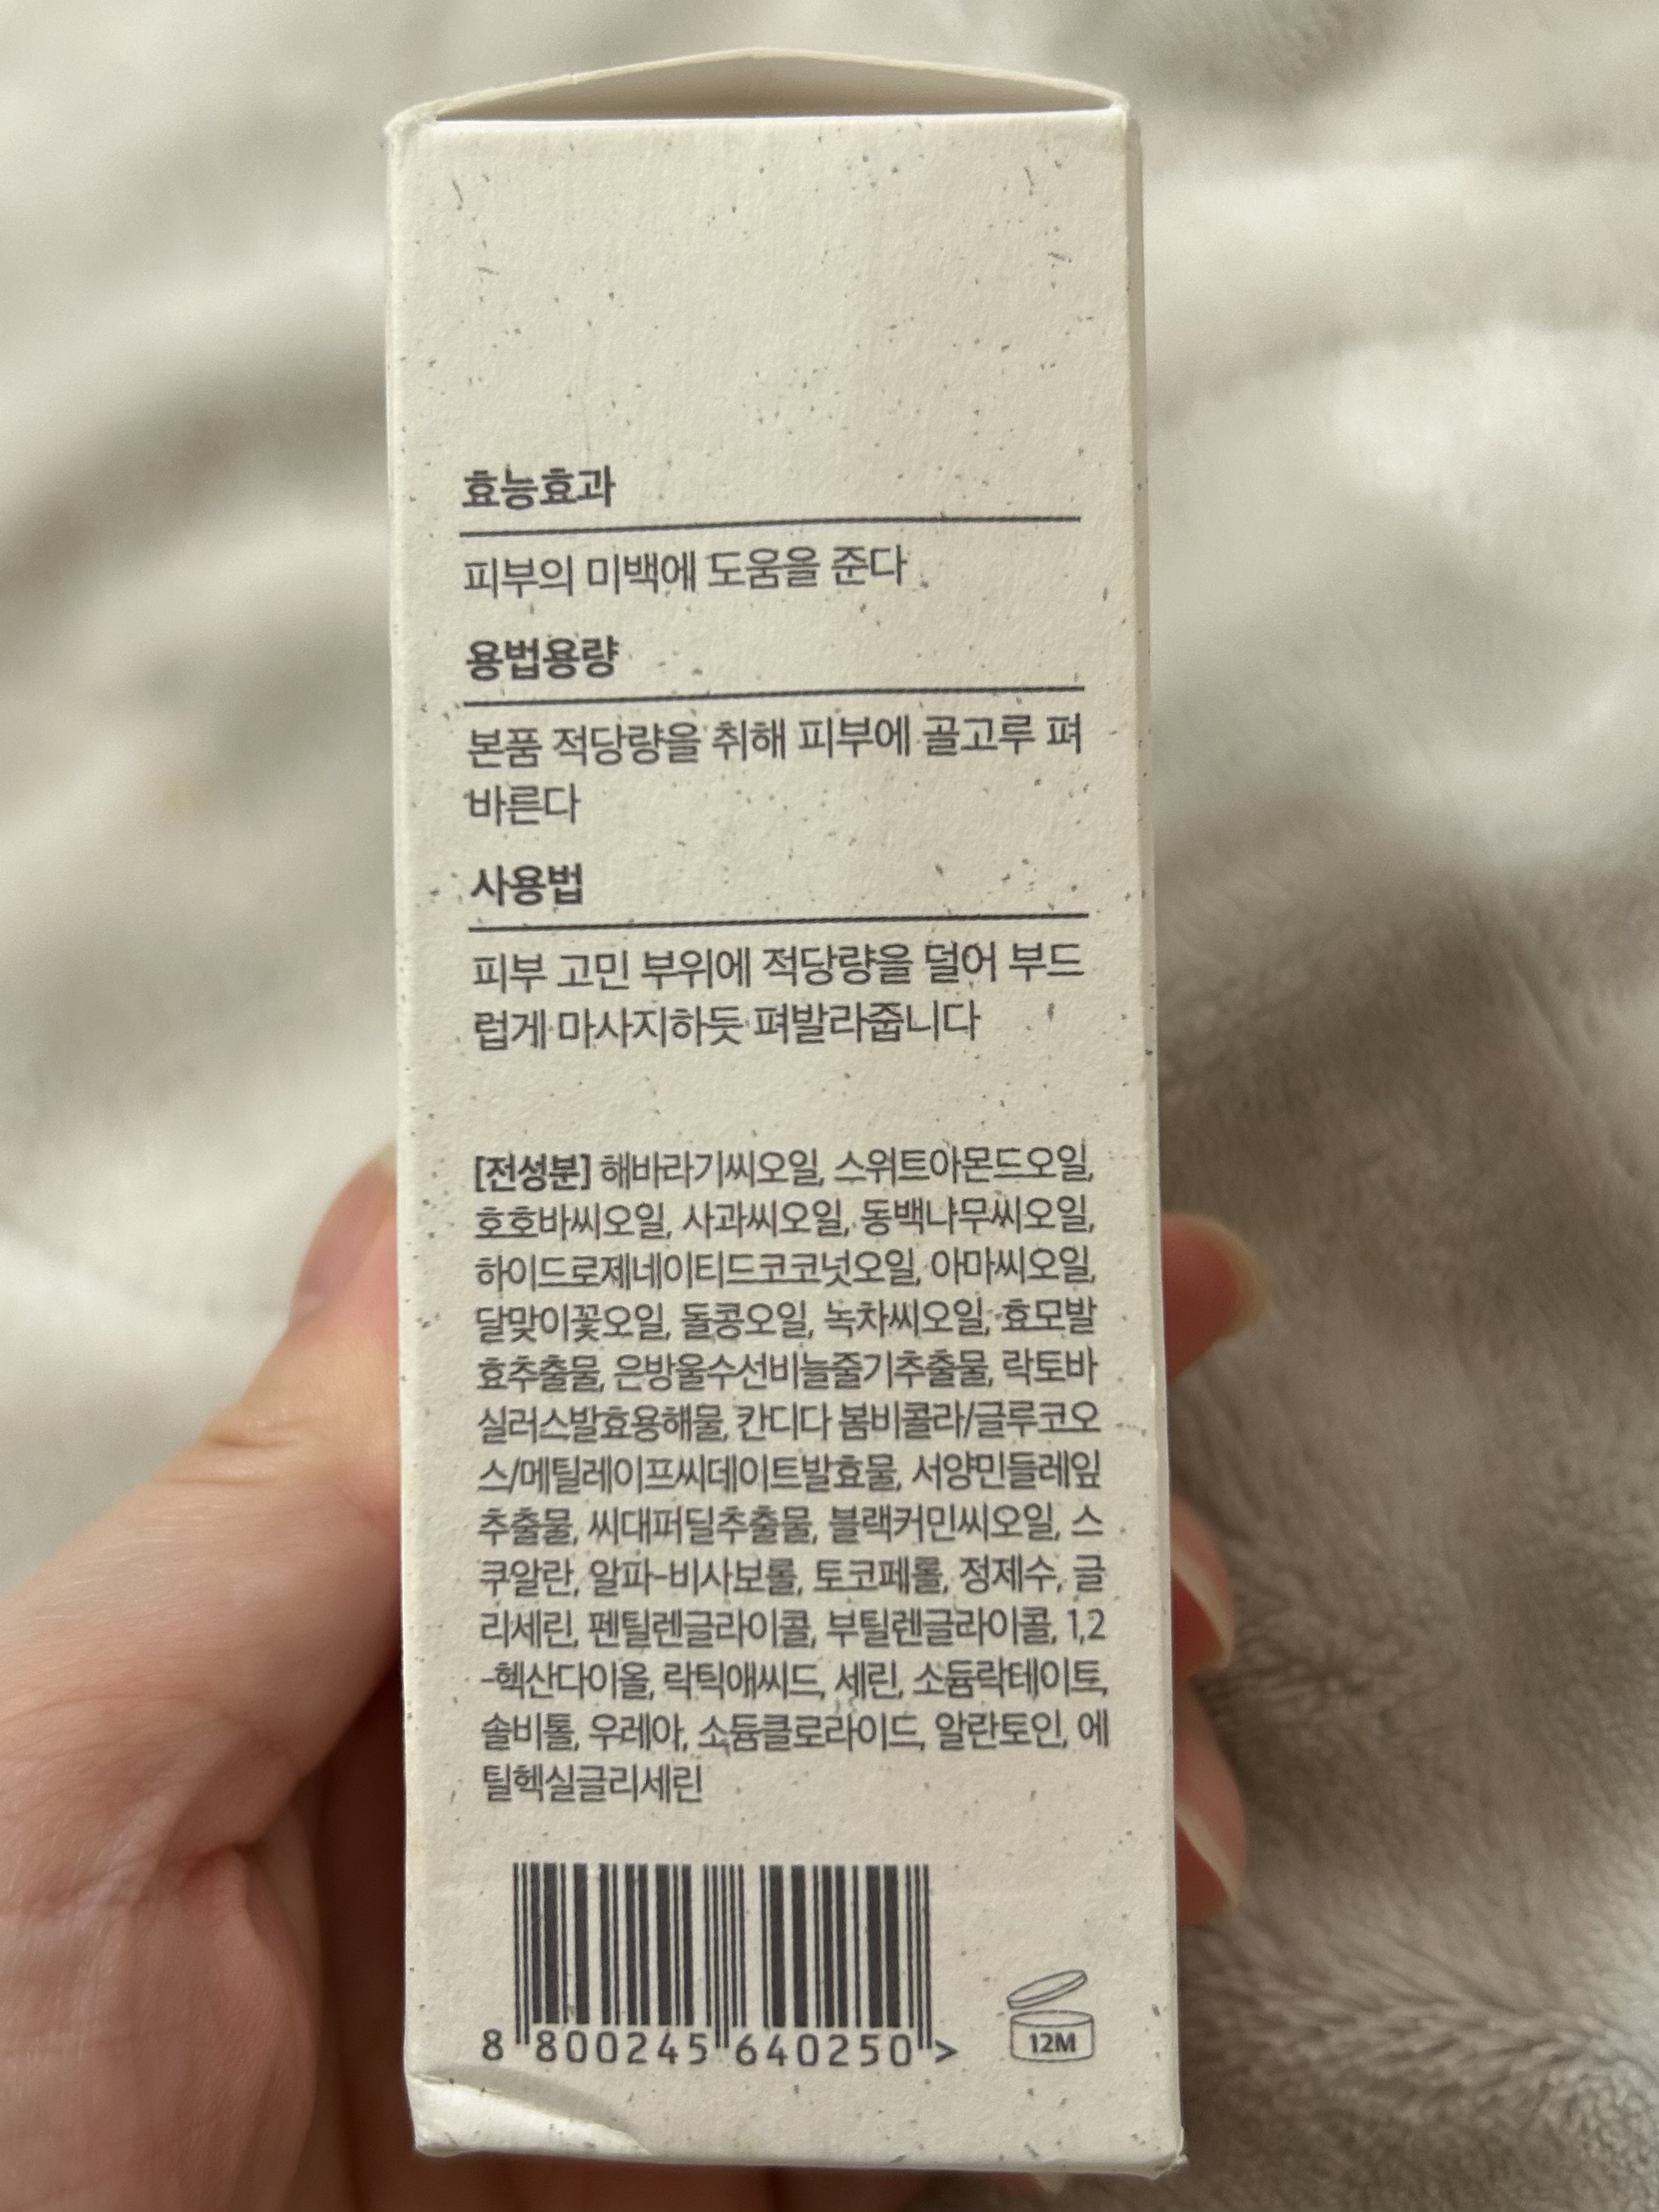 효능효과
피부의 미백에 도움을 준다
용법용량
본품 적당량을 취해 피부에 골고루 펴
바른다
사용법
피부 고민 부위에 적당량을 덜어 부드
럽게 마사지하듯 펴발라줍니다
[전성분] 해바라기씨오일, 스위트아몬드오일,
호호바씨오일, 사과씨오일, 동백나무씨오일,
하이드로제네이티드코코넛오일, 아마씨오일,
달맞이꽃오일, 돌콩오일, 녹차씨오일, 효모발
효추출물, 은방울수선비늘줄기추출물, 락토바
실러스발효용해물, 칸디다 봄비콜라/글루코오
스/메틸레이프씨데이트발효물, 서양민들레잎
추출물, 씨대퍼딜추출물, 블랙커민씨오일, 스
쿠알란, 알파-비사보롤, 토코페롤, 정제수, 글
리세린, 펜틸렌글라이콜, 부틸렌글라이콜, 1,2
-헥산다이올, 락틱애씨드, 세린, 소듐락테이트,
솔비톨, 우레아, 소듐클로라이드, 알란토인, 에
틸헥실글리세린
8 800245 640250 >
12M